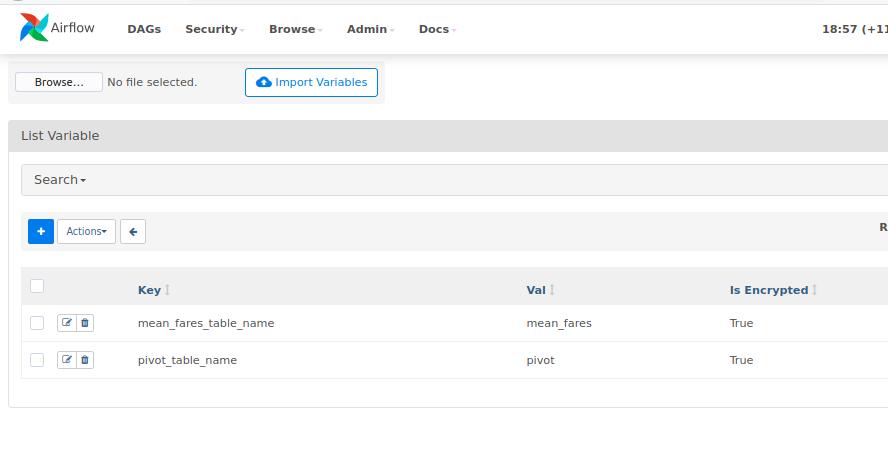 Airflow DAGs Security Browse Admin Docs 18:57 (+11
Browse... No file selected. Import Variables
List Variable
Search
+ Actions
Key Val Is Encrypted
mean_fares_table_name mean_fares True
pivot_table_name pivot True